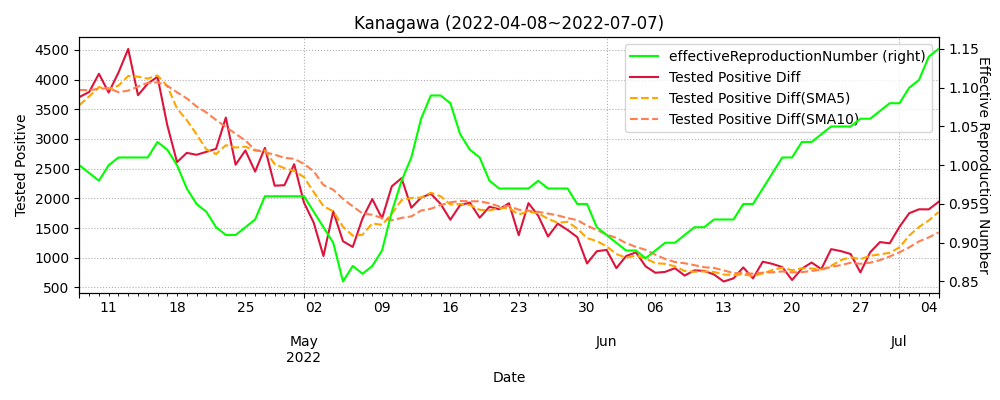 Kanagawa (2022-04-08~2022-07-07)
effectiveReproductionNumber (right)
Tested Positive Diff
Tested Positive Diff(SMA5)
Tested Positive Diff(SMA10)
Tested Positive
4500
4000
3500
3000
2500
2000
1500
1000
500
1.15
1.10
1.05
1.00
0.95
0.90
0.85
Effective Reproduction Number
11 18 25 02 09 16 23 30 06 13 20 27 04
May Jun Jul
2022
Date